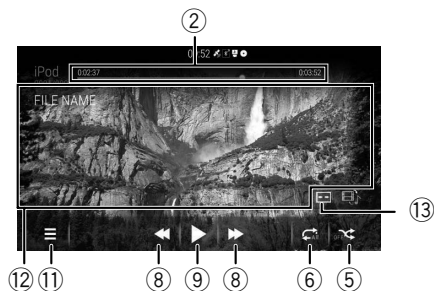 ②
0:52
iPod
0:02:37 0:03:52
FILE NAME
⑬
⑫ ⑪ ⑧ ⑨ ⑧ ⑥ ⑤